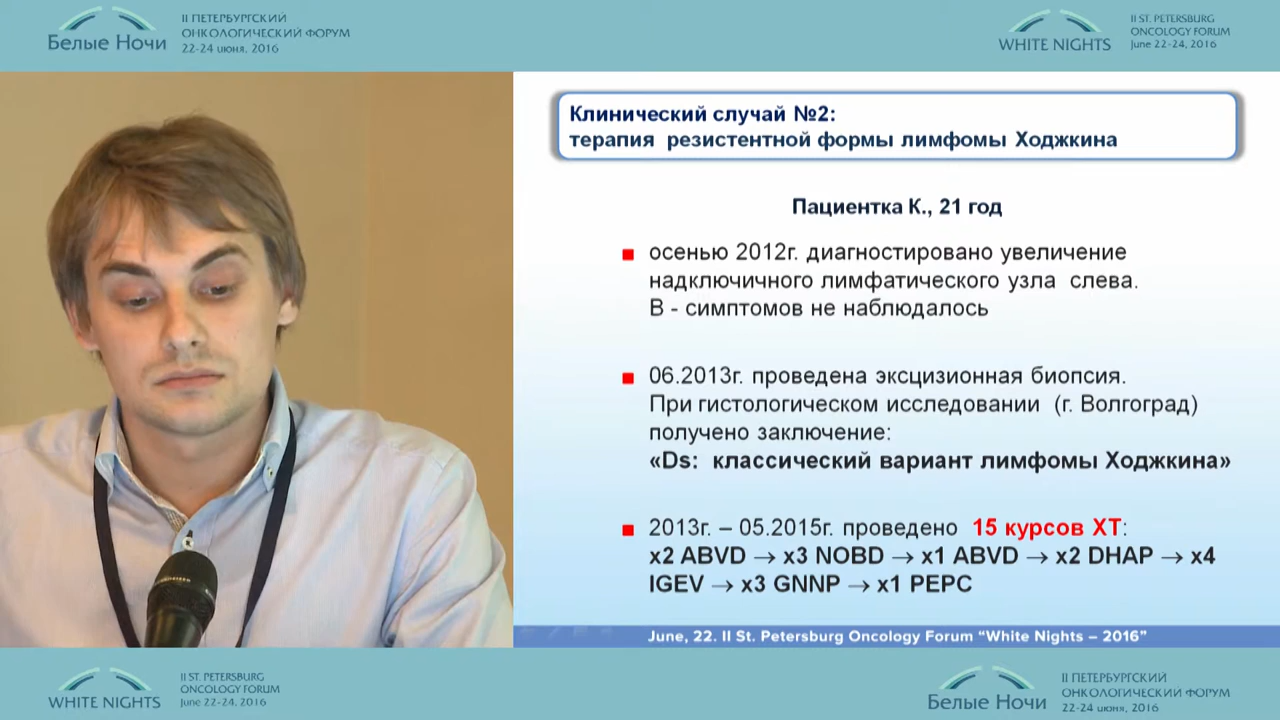 Белые Ночи
II ПЕТЕРБУРГСКИЙ
ОНКОЛОГИЧЕСКИЙ ФОРУМ
22-24 июня, 2016
WHITE NIGHTS
II ST. PETERSBURG
ONCOLOGY FORUM
June 22-24, 2016
Клинический случай №2:
терапия резистентной формы лимфомы Ходжкина
Пациентка К., 21 год
осенью 2012г. диагностировано увеличение
надключичного лимфатического узла слева.
В - симптомов не наблюдалось
06.2013г. проведена эксцизионная биопсия.
При гистологическом исследовании (г. Волгоград)
получено заключение:
«Ds: классический вариант лимфомы Ходжкина»
2013г. – 05.2015г. проведено 15 курсов ХТ:
x2 ABVD → x3 NOBD → x1 ABVD → x2 DHAP → x4
IGEV → x3 GNNP → x1 PEPC
June, 22. II St. Petersburg Oncology Forum “White Nights – 2016”
WHITE NIGHTS
II ST. PETERSBURG
ONCOLOGY FORUM
June 22-24, 2016
Белые Ночи
II ПЕТЕРБУРГСКИЙ
ОНКОЛОГИЧЕСКИЙ ФОРУМ
22-24 июня, 2016